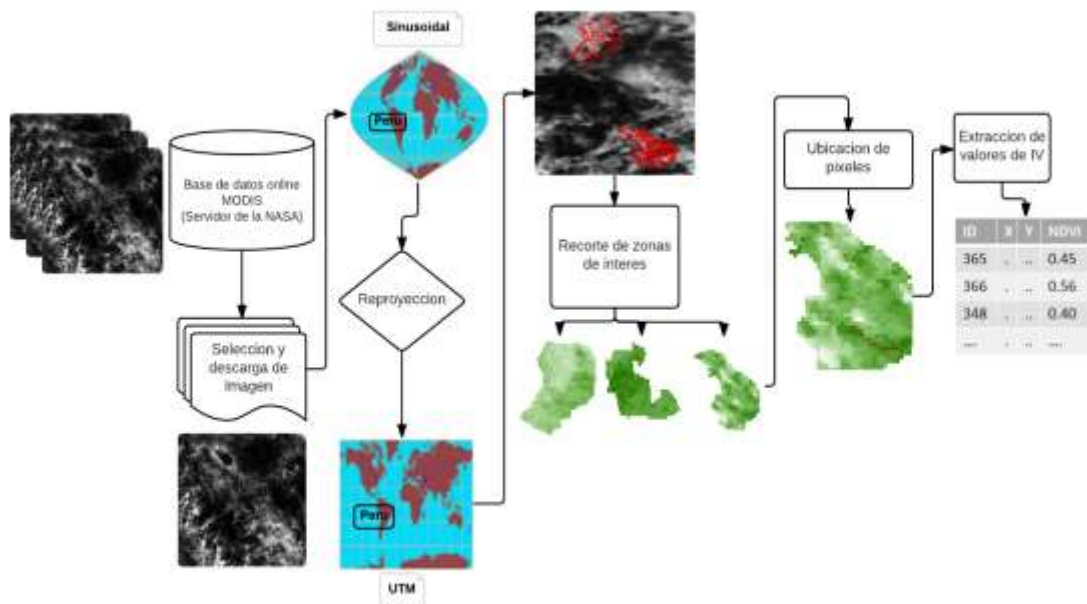 Sinusoidal
Peru
Base de datos online
MODIS
(Servidor de la NASA)
Seleccion y
descarga de
imagen
Reproyeccion
Peru
UTM
Recorte de zonas
de interes
Ubicacion de
pixeles
Extraccion de
valores de IV
ID X Y NDVI
365 . .. 0.45
366 . .. 0.56
348 . .. 0.40
.... . .. ....